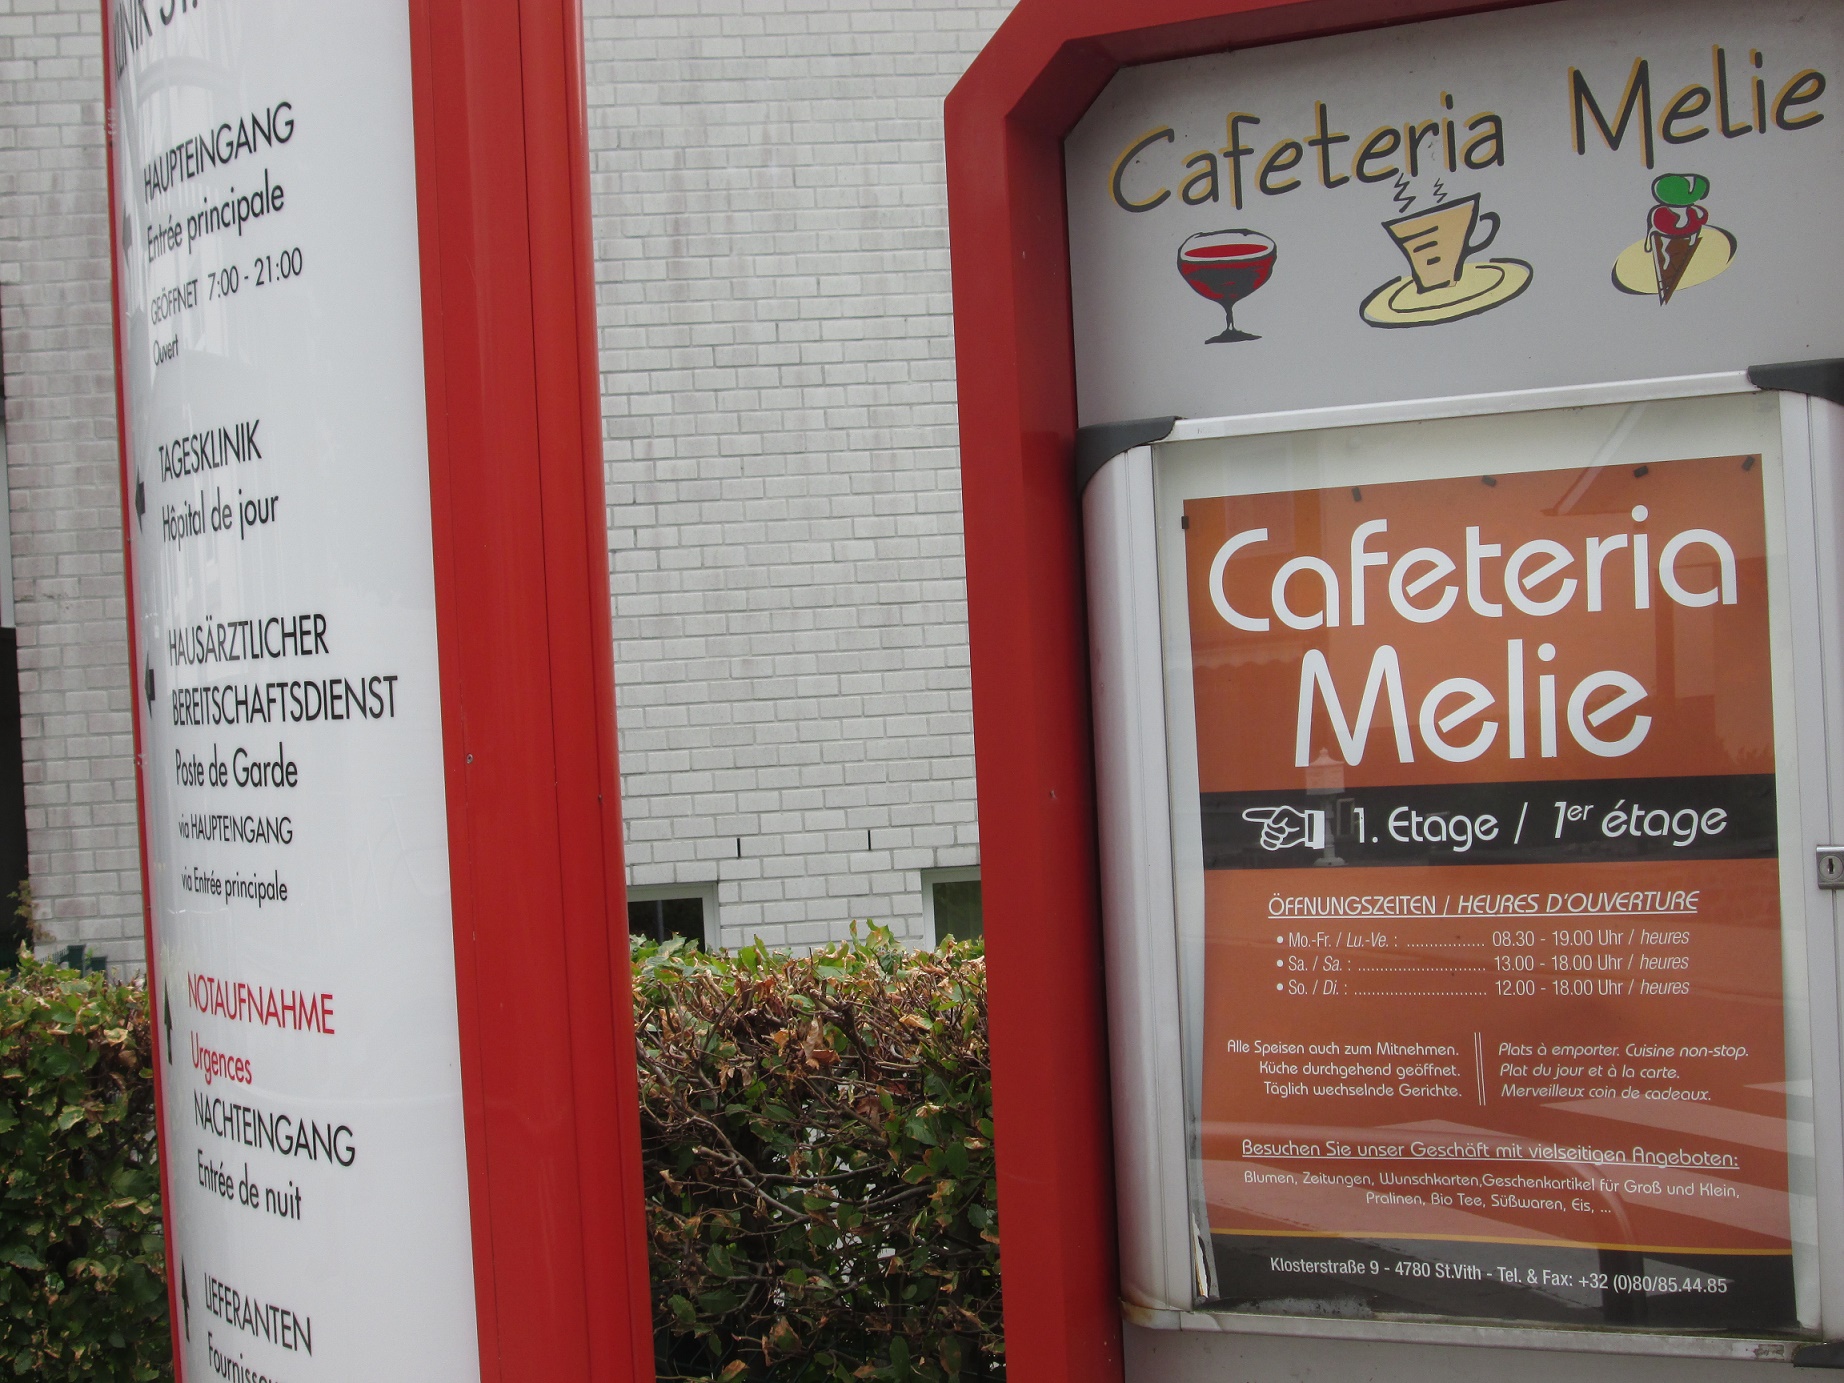 HAUPTEINGANG
Entrée principale
GEÖFFNET 7:00 - 21:00
Ouvert
TAGESKLINIK
Hôpital de jour
HAUSÄRZTLICHER
BEREITSCHAFTSDIENST
Poste de Garde
via HAUPTEINGANG
via Entrée principale
NOTAUFNAHME
Urgences
NACHTEINGANG
Entrée de nuit
LIEFERANTEN
Cafeteria Melie
Cafeteria
Melie
1. Etage / 1er étage
ÖFFNUNGSZEITEN / HEURES D'OUVERTURE
• Mo.-Fr. / Lu.-Ve. : ................. 08.30 - 19.00 Uhr / heures
• Sa. / Sa. : ............................ 13.00 - 18.00 Uhr / heures
• So. / Di. : ............................. 12.00 - 18.00 Uhr / heures
Alle Speisen auch zum Mitnehmen.
Küche durchgehend geöffnet.
Täglich wechselnde Gerichte.
Plats à emporter. Cuisine non-stop.
Plat du jour et à la carte.
Merveilleux coin de cadeaux.
Besuchen Sie unser Geschäft mit vielseitigen Angeboten:
Blumen, Zeitungen, Wunschkarten,Geschenkartikel für Groß und Klein,
Pralinen, Bio Tee, Süßwaren, Eis, ...
Klosterstraße 9 - 4780 St.Vith - Tel. & Fax: +32 (0)80/85.44.85